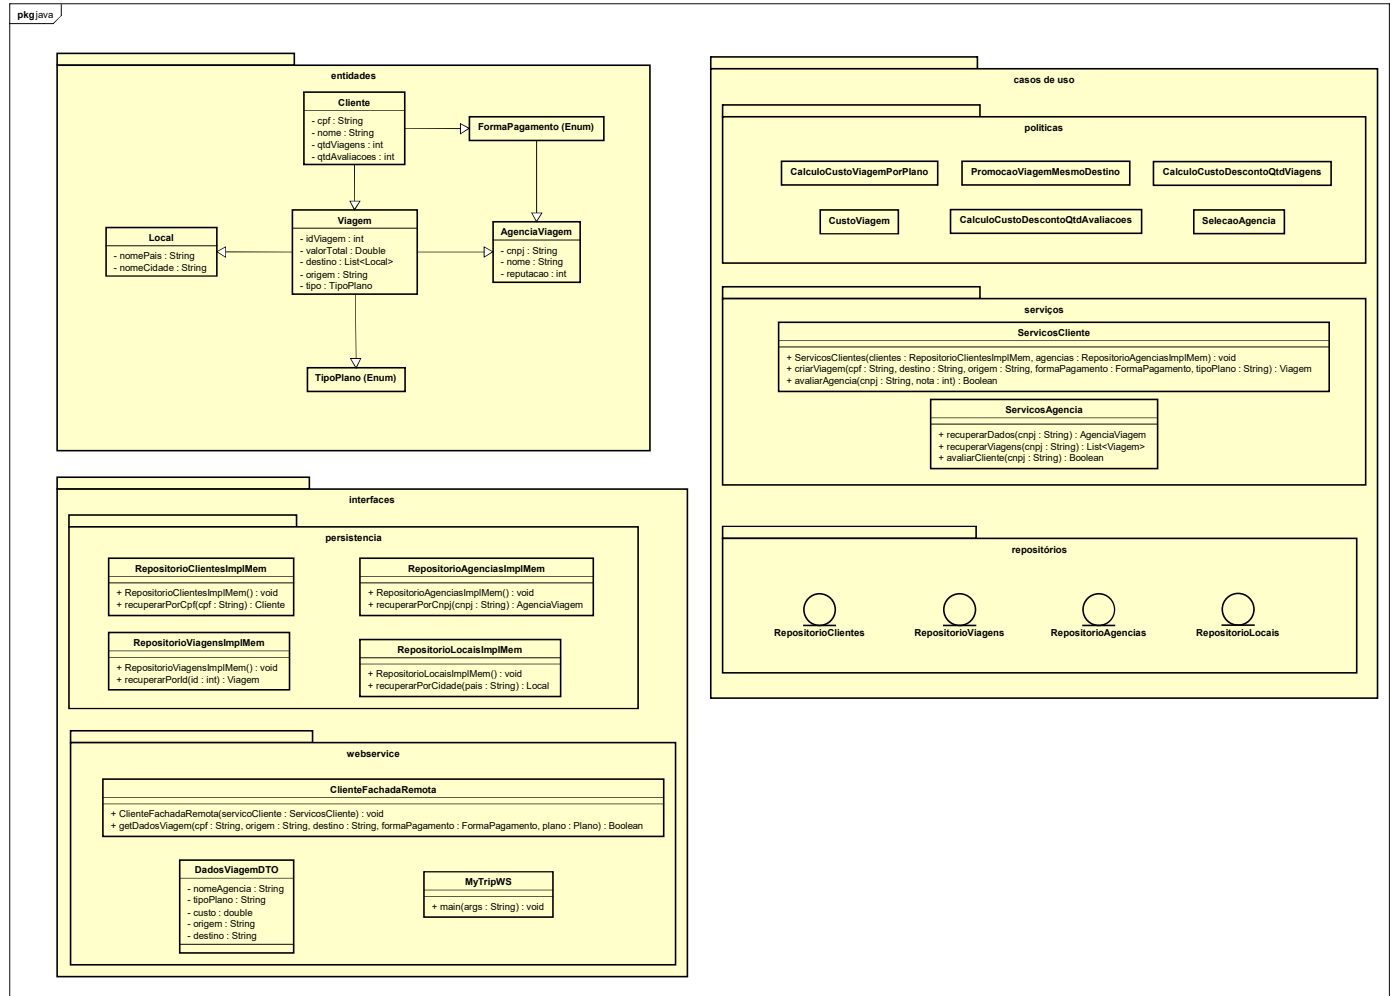 pkg java
entidades
Cliente
- cpf : String
- nome : String
- qtdViagens : int
- qtdAvaliacoes : int
FormaPagamento (Enum)
Local
- nomePais : String
- nomeCidade : String
Viagem
- idViagem : int
- valorTotal : Double
- destino : List<Local>
- origem : String
- tipo : TipoPlano
AgenciaViagem
- cnpj : String
- nome : String
- reputacao : int
TipoPlano (Enum)
casos de uso
politicas
CalculoCustoViagemPorPlano
PromocaoViagemMesmoDestino
CalculoCustoDescontoQtdViagens
CustoViagem
CalculoCustoDescontoQtdAvaliacoes
SelecaoAgencia
serviços
ServicosCliente
+ ServicosClientes(clientes : RepositorioClientesImplMem, agencias : RepositorioAgenciasImplMem) : void
+ criarViagem(cpf : String, destino : String, origem : String, formaPagamento : FormaPagamento, tipoPlano : String) : Viagem
+ avaliarAgencia(cnpj : String, nota : int) : Boolean
ServicosAgencia
+ recuperarDados(cnpj : String) : AgenciaViagem
+ recuperarViagens(cnpj : String) : List<Viagem>
+ avaliarCliente(cnpj : String) : Boolean
repositórios
RepositorioClientes
RepositorioViagens
RepositorioAgencias
RepositorioLocais
interfaces
persistencia
RepositorioClientesImplMem
+ RepositorioClientesImplMem() : void
+ recuperarPorCpf(cpf : String) : Cliente
RepositorioAgenciasImplMem
+ RepositorioAgenciasImplMem() : void
+ recuperarPorCnpj(cnpj : String) : AgenciaViagem
RepositorioViagensImplMem
+ RepositorioViagensImplMem() : void
+ recuperarPorId(id : int) : Viagem
RepositorioLocaisImplMem
+ RepositorioLocaisImplMem() : void
+ recuperarPorCidade(pais : String) : Local
webservice
ClienteFachadaRemota
+ ClienteFachadaRemota(servicoCliente : ServicosCliente) : void
+ getDadosViagem(cpf : String, origem : String, destino : String, formaPagamento : FormaPagamento, plano : Plano) : Boolean
DadosViagemDTO
- nomeAgencia : String
- tipoPlano : String
- custo : double
- origem : String
- destino : String
MyTripWS
+ main(args : String) : void